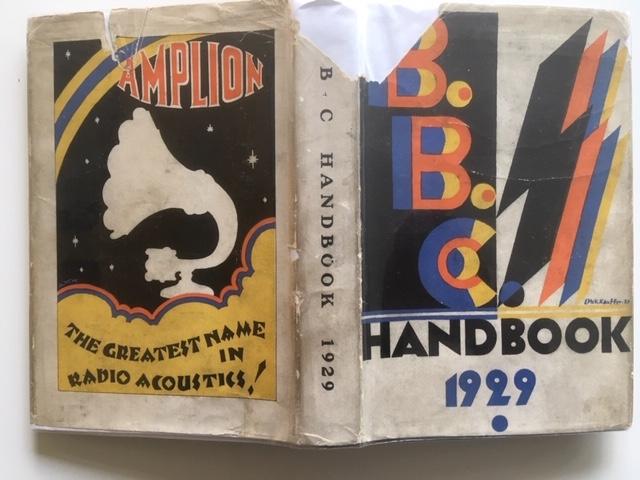 AMPLION
THE GREATEST NAME
IN
RADIO ACOUSTICS!
B · C HANDBOOK 1929
B.
B.
C.
HANDBOOK
1929